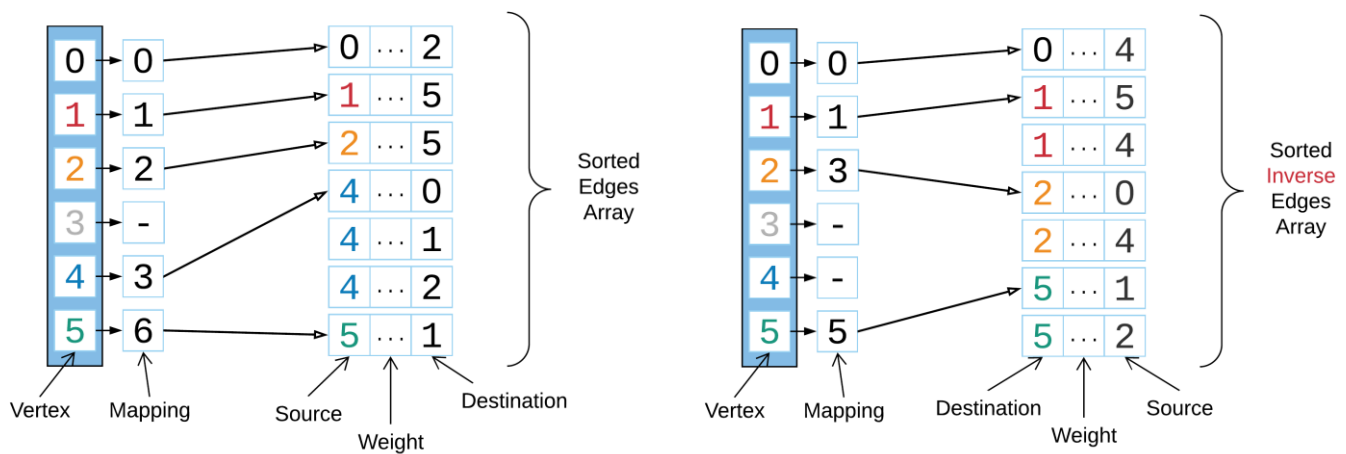 0 0 0 ... 2
1 1 1 ... 5
2 2 2 ... 5
3 - 4 ... 0
4 ... 1
4 3 4 ... 2
5 6 5 ... 1
Sorted
Edges
Array
Vertex Mapping Source Weight Destination
0 0 0 ... 4
1 1 1 ... 5
1 ... 4
2 3 2 ... 0
3 - 2 ... 4
4 - 5 ... 1
5 5 5 ... 2
Sorted
Inverse
Edges
Array
Vertex Mapping Destination Weight Source